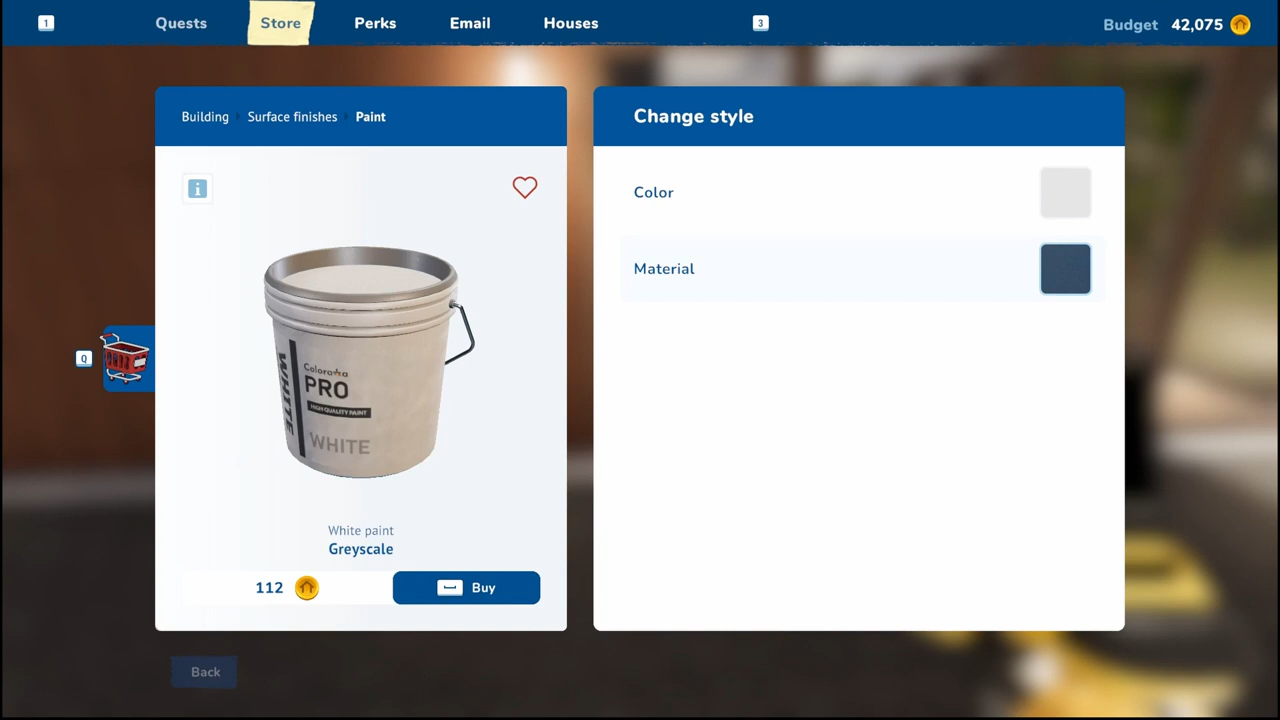 1 Quests Store Perks Email Houses 3 Budget 42,075
Building Surface finishes Paint
Change style
i
Color
Material
Q
WHITE
Colorama
PRO
HIGH QUALITY PAINT
WHITE
White paint
Greyscale
112 Buy
Back